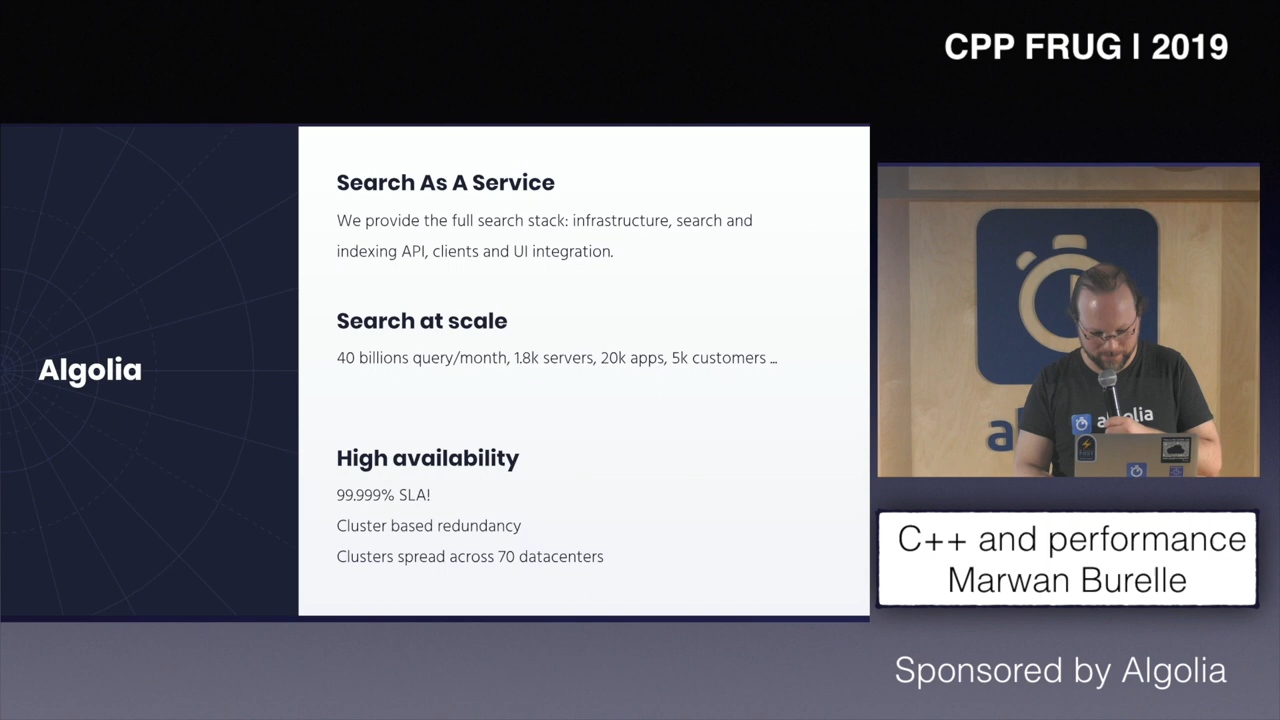 CPP FRUG | 2019
Algolia
Search As A Service
We provide the full search stack: infrastructure, search and
indexing API, clients and UI integration.
Search at scale
40 billions query/month, 1.8k servers, 20k apps, 5k customers ...
High availability
99.999% SLA!
Cluster based redundancy
Clusters spread across 70 datacenters
algolia
C++ and performance
Marwan Burelle
Sponsored by Algolia